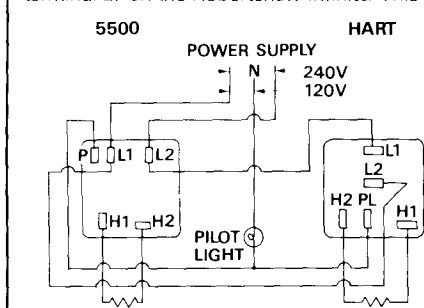 5500 HART
POWER SUPPLY
N 240V
120V
P L1 L2 L1
L2
H1 H2 H2 PL H1
PILOT
LIGHT